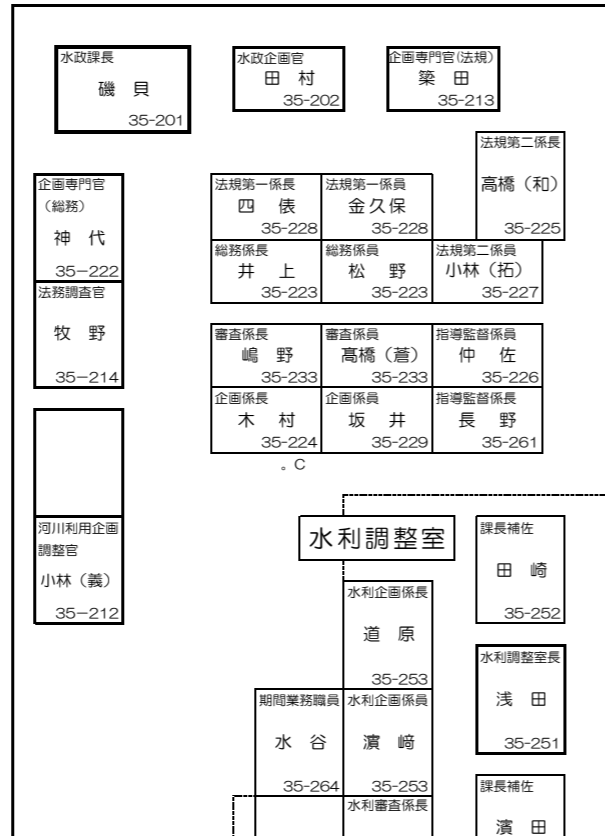 水政課長
磯　貝
35-201
水政企画官
田　村
35-202
企画専門官(法規)
築　田
35-213
法規第二係長
高橋（和）
35-225
企画専門官
（総務）
神　代
35－222
法務調査官
牧　野
35－214
法規第一係長
四　俵
35-228
法規第一係員
金久保
35-228
総務係長
井　上
35-223
総務係員
松　野
35-223
法規第二係員
小林（拓）
35-227
審査係長
嶋　野
35-233
審査係員
髙橋（蒼）
35-233
指導監督係員
仲　佐
35-226
企画係長
木　村
35-224
企画係員
坂　井
35-229
指導監督係長
長　野
35-261
。C
河川利用企画
調整官
小林（義）
35－212
水利調整室
課長補佐
田　崎
35-252
水利企画係長
道　原
35-253
水利調整室長
浅　田
35-251
期間業務職員
水　谷
35-264
水利企画係員
濵　﨑
35-253
水利審査係長
課長補佐
濱　田